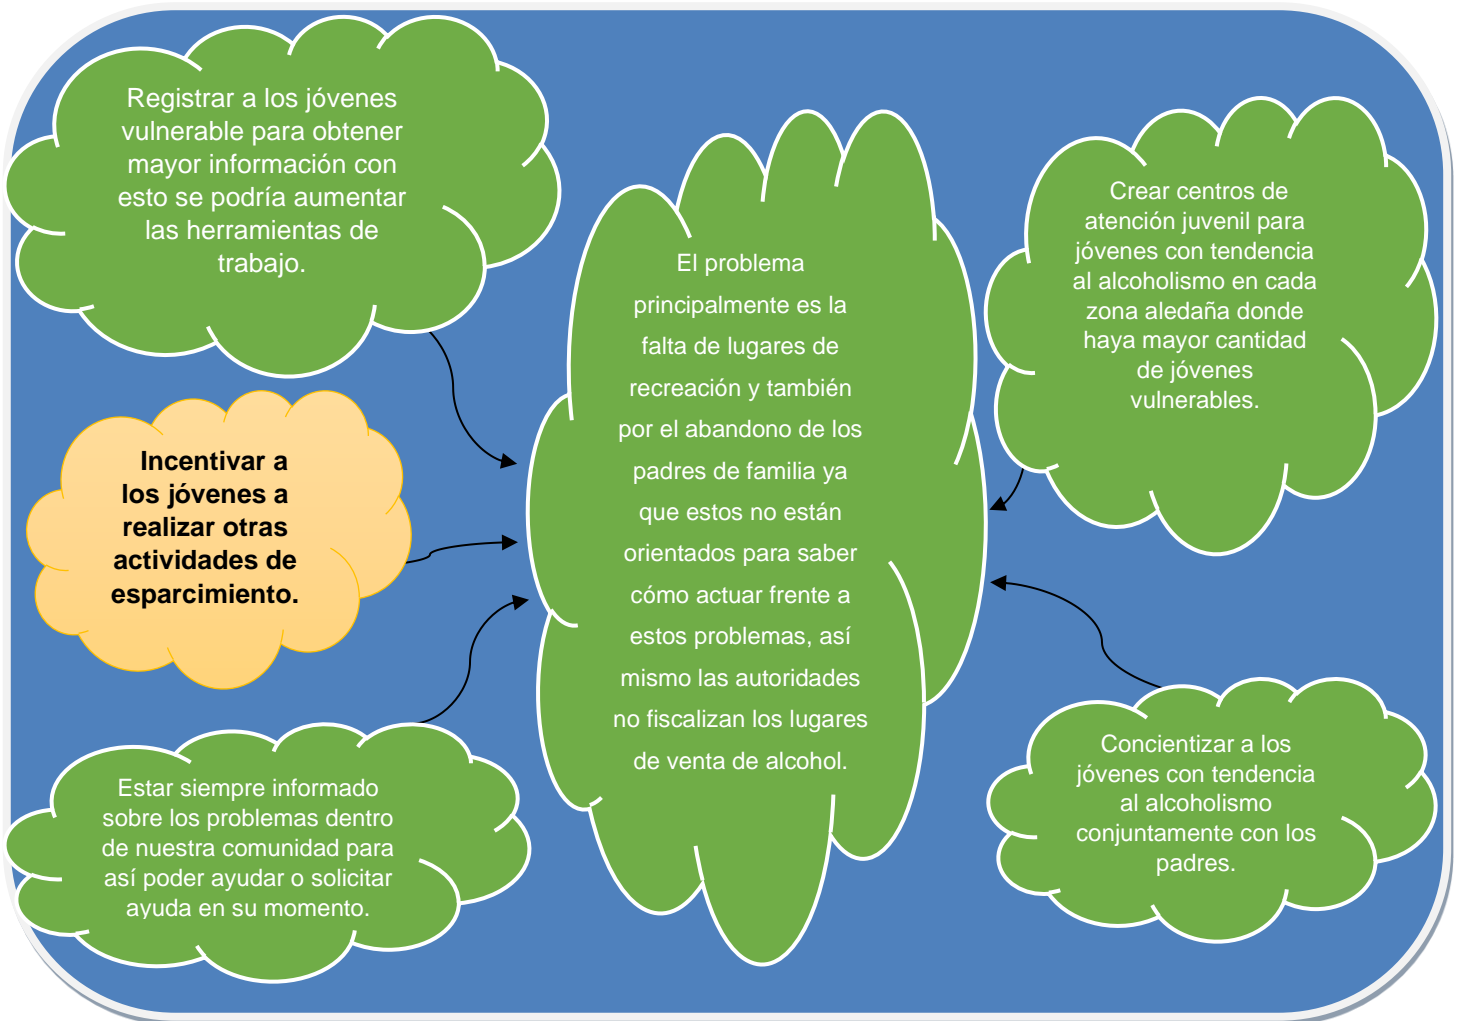 Registrar a los jóvenes
vulnerable para obtener
mayor información con
esto se podría aumentar
las herramientas de
trabajo.
Incentivar a
los jóvenes a
realizar otras
actividades de
esparcimiento.
Estar siempre informado
sobre los problemas dentro
de nuestra comunidad para
así poder ayudar o solicitar
ayuda en su momento.
El problema
principalmente es la
falta de lugares de
recreación y también
por el abandono de los
padres de familia ya
que estos no están
orientados para saber
cómo actuar frente a
estos problemas, así
mismo las autoridades
no fiscalizan los lugares
de venta de alcohol.
Crear centros de
atención juvenil para
jóvenes con tendencia
al alcoholismo en cada
zona aledaña donde
haya mayor cantidad
de jóvenes
vulnerables.
Concientizar a los
jóvenes con tendencia
al alcoholismo
conjuntamente con los
padres.